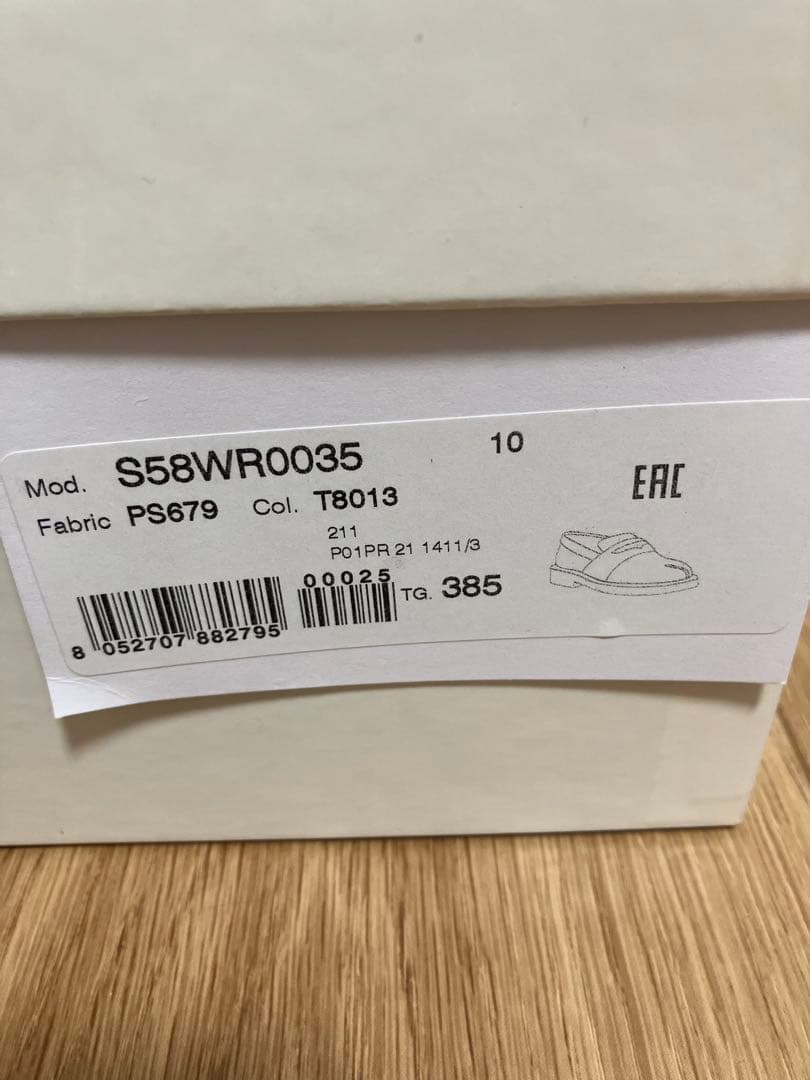 Mod. S58WR0035 10
Fabric PS679 Col. T8013
EAC
211
P01PR 21 1411/3
00025
TG. 385
8 052707 882795